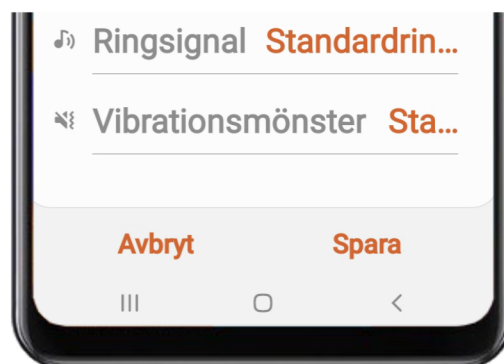 Ringsignal Standardrin...
Vibrationsmönster Sta...
Avbryt Spara